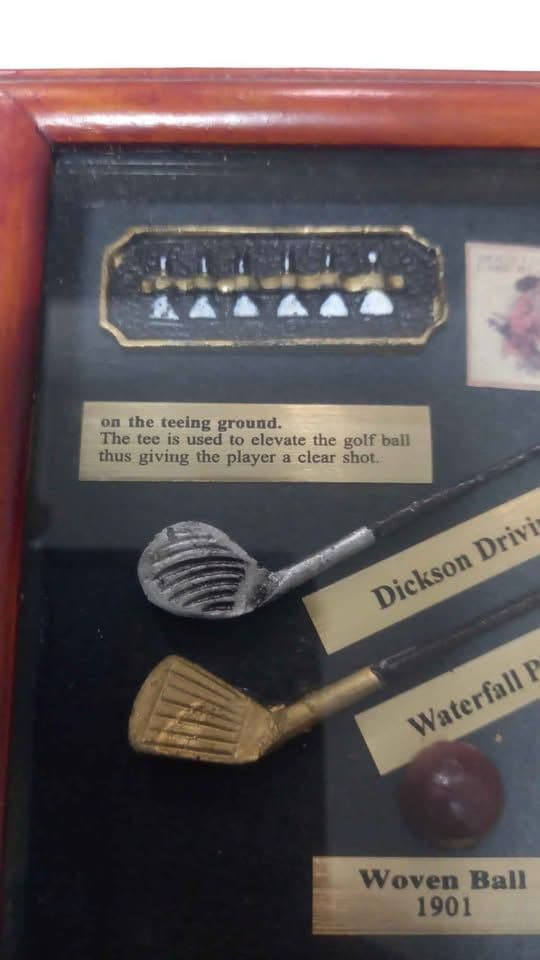 on the teeing ground.
The tee is used to elevate the golf ball
thus giving the player a clear shot.
Dickson Drivi
Waterfall P
Woven Ball
1901